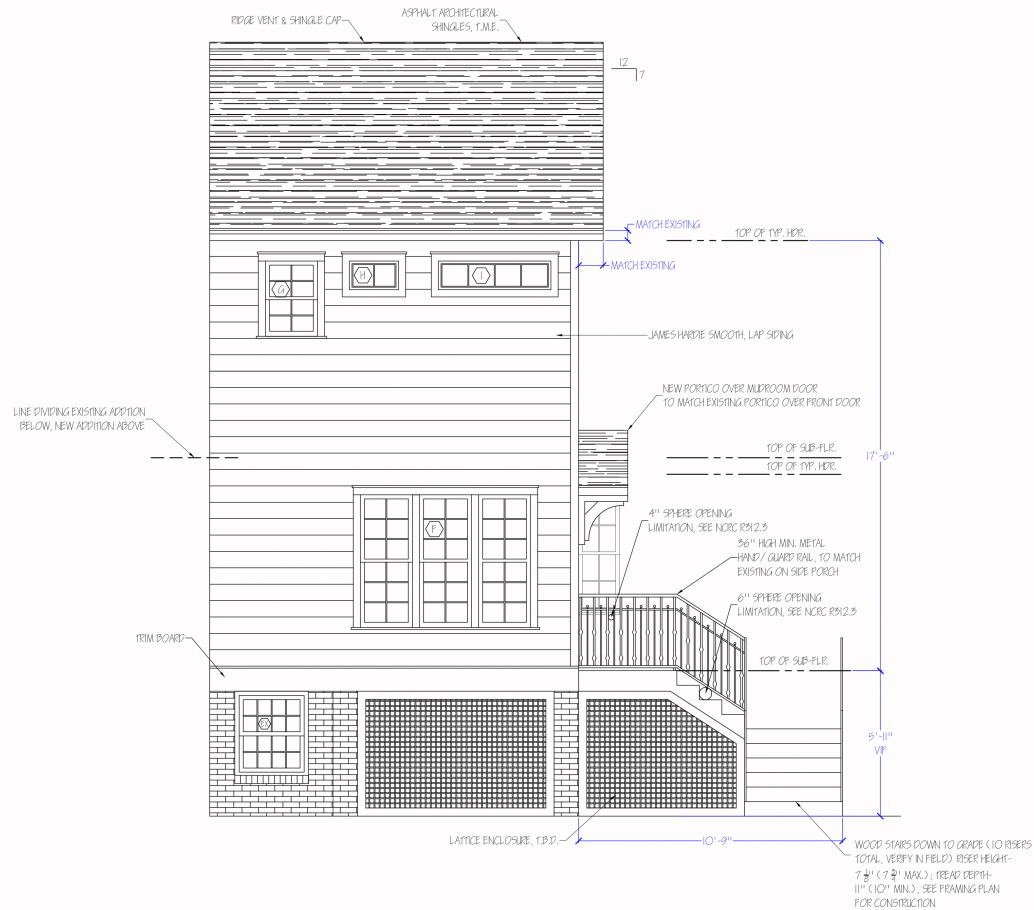 ASPHALT ARCHITECTURAL
SHINGLES, T.M.E.
RIDGE VENT & SHINGLE CAP
12
7
MATCH EXISTING
TOP OF TYP. HDR.
MATCH EXISTING
H
I
G
JAMES HARDIE SMOOTH, LAP SIDING
NEW PORTICO OVER MUDROOM DOOR
TO MATCH EXISTING PORTICO OVER FRONT DOOR
LINE DIVIDING EXISTING ADDTION
BELOW, NEW ADDITION ABOVE
TOP OF SUB-FLR.
17'-6"
TOP OF TYP. HDR.
4" SPHERE OPENING
LIMITATION, SEE NCRC R312.3
F
36" HIGH MIN. METAL
HAND/ GUARD RAIL, TO MATCH
EXISTING ON SIDE PORCH
6" SPHERE OPENING
LIMITATION, SEE NCRC R312.3
TRIM BOARD
TOP OF SUB-FLR.
EX
5'-11"
VIF
LATTICE ENCLOSURE, T.B.D.
10'-9"
WOOD STAIRS DOWN TO GRADE (10 RISERS
TOTAL, VERIFY IN FIELD) RISER HEIGHT-
(7 MAX.); TREAD DEPTH-
11" (10" MIN.), SEE FRAMING PLAN
FOR CONSTRUCTION